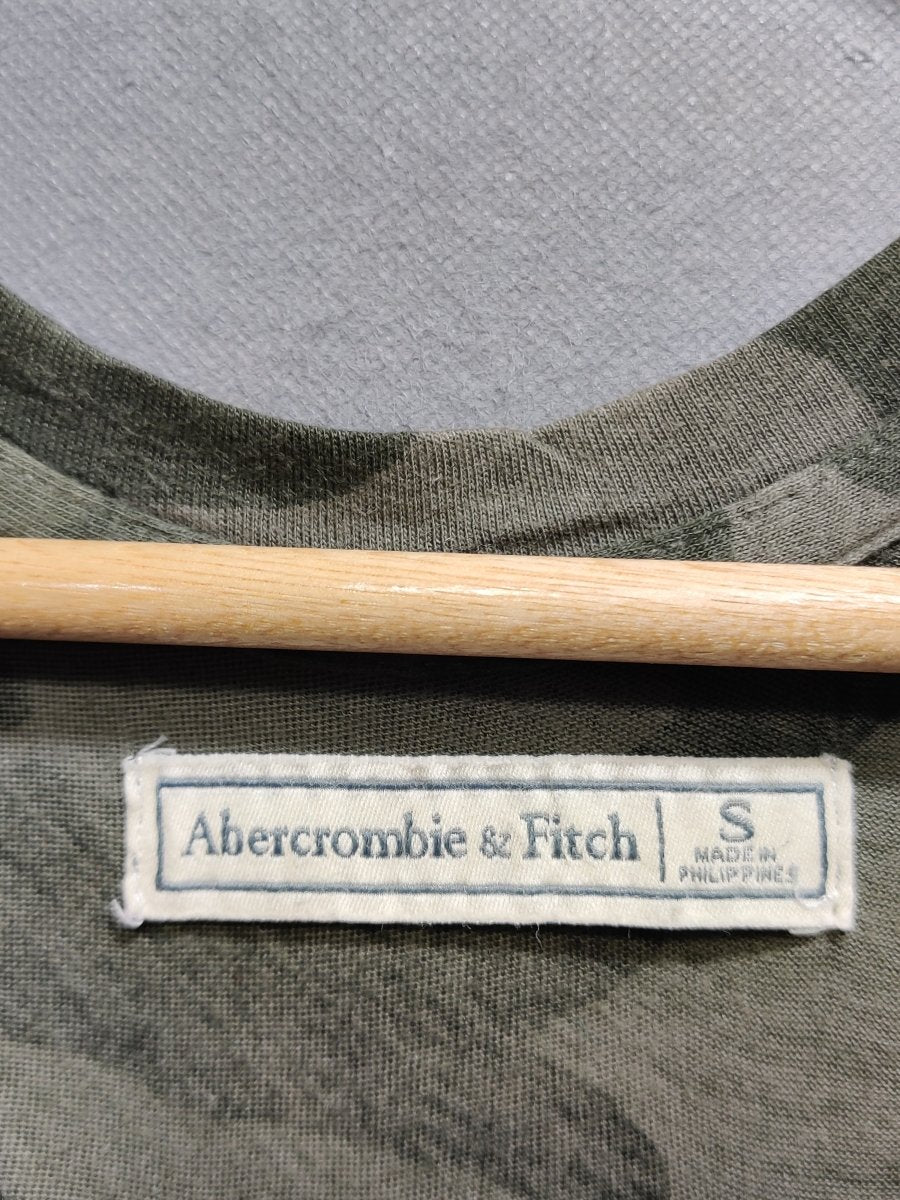 Abercrombie & Fitch
S
MADE IN
PHILIPPINES